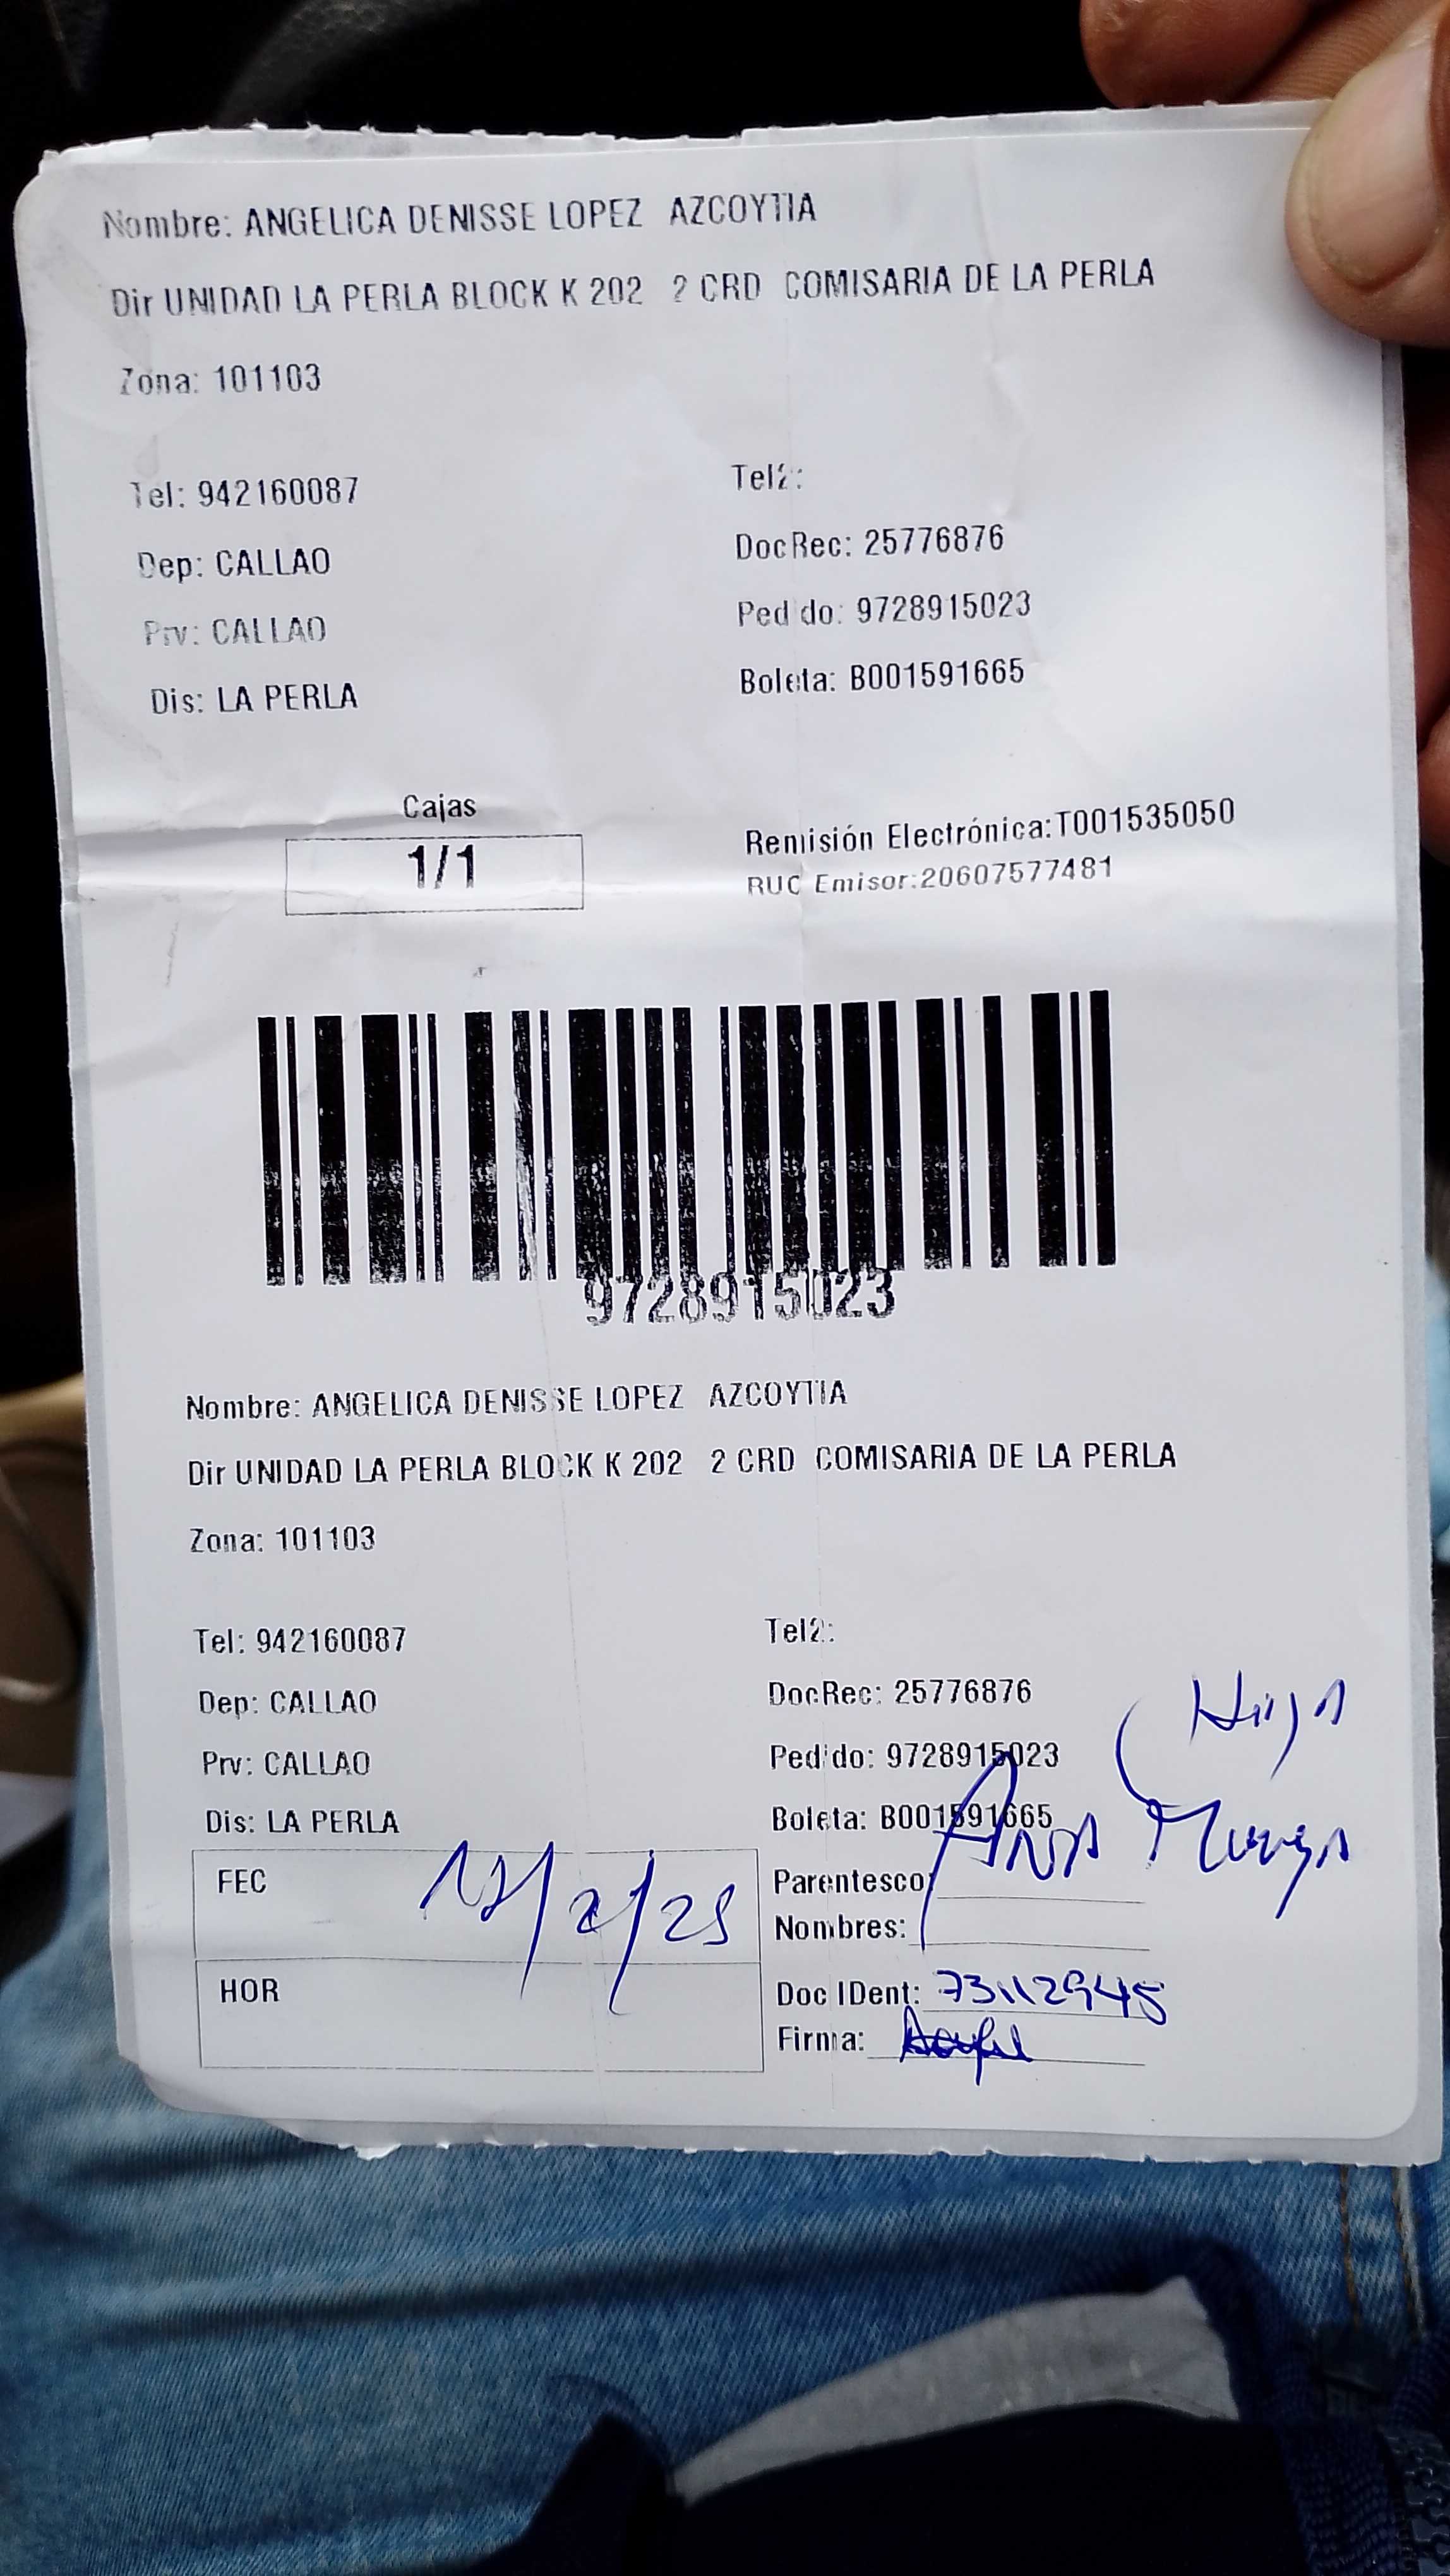 Nombre: ANGELICA DENISSE LOPEZ AZCOYTIA
Dir UNIDAD LA PERLA BLOCK K 202 2 CRD COMISARIA DE LA PERLA
Zona: 101103
Tel: 942160087
Tel2:
Dep: CALLAO
DocRec: 25776876
Prv: CALLAO
Pedido: 9728915023
Dis: LA PERLA
Boleta: B001591665
Cajas
1/1
Remisión Electrónica:T001535050
RUC Emisor:20607577481
9728915023
Nombre: ANGELICA DENISSE LOPEZ AZCOYTIA
Dir UNIDAD LA PERLA BLOCK K 202 2 CRD COMISARIA DE LA PERLA
Zona: 101103
Tel: 942160087
Tel2:
Dep: CALLAO
DocRec: 25776876
Prv: CALLAO
Pedido: 9728915023
Dis: LA PERLA
Boleta: B001591665
FEC
Parentesco:
Nombres: Ana
HOR
Doc IDent: 73112945
Firma: